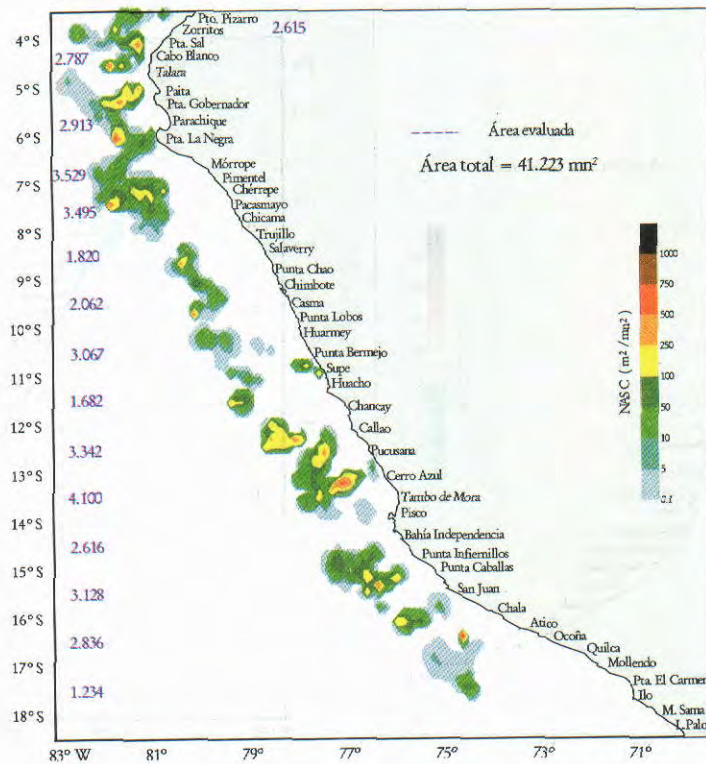 2.615
Pto. Pizarro
Zorritos
Pta. Sal
Cabo Blanco
Talara
Paita
Pta. Gobernador
Parachique
Pta. La Negra
Mórrope
Pimentel
Chérrepe
Pacasmayo
Chicama
Trujillo
Salaverry
Punta Chao
Chimbote
Casma
Punta Lobos
Huarmey
Punta Bermejo
Supe
Huacho
Chancay
Callao
Pucusana
Cerro Azul
Tambo de Mora
Pisco
Bahía Independencia
Punta Infiernillos
Punta Caballas
San Juan
Chala
Atico
Ocoña
Quilca
Mollendo
Pta. El Carmen
Ilo
M. Sama
L. Palo
Área evaluada
Área total = 41.223 mn²
NASC ( m² /mn²)
1000
750
500
250
100
50
10
5
0.1
2.787
2.913
3.529
3.495
1.820
2.062
3.067
1.682
3.342
4.100
2.616
3.128
2.836
1.234
4° S
5° S
6° S
7° S
8° S
9° S
10° S
11° S
12° S
13° S
14° S
15° S
16° S
17° S
18° S
83° W
81°
79°
77°
75°
73°
71°